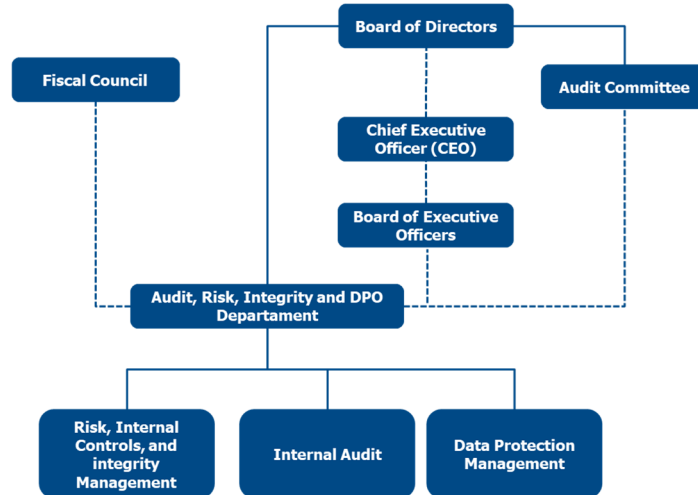 Board of Directors
Fiscal Council
Audit Committee
Chief Executive
Officer (CEO)
Board of Executive
Officers
Audit, Risk, Integrity and DPO
Departament
Risk, Internal
Controls, and
integrity
Management
Internal Audit
Data Protection
Management